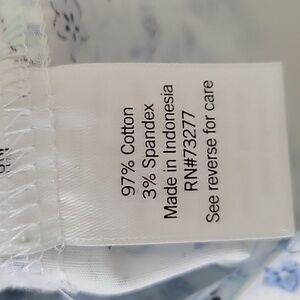 97% Cotton
3% Spandex
Made in Indonesia
RN#73277
See reverse for care